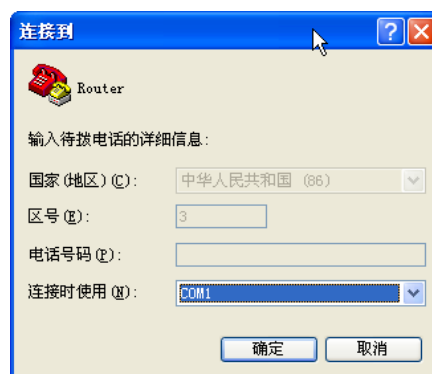 连接到
Router
输入待拨电话的详细信息:
国家(地区)(C): 中华人民共和国 (86)
区号(E): 3
电话号码(P):
连接时使用(N): COM1
确定 取消